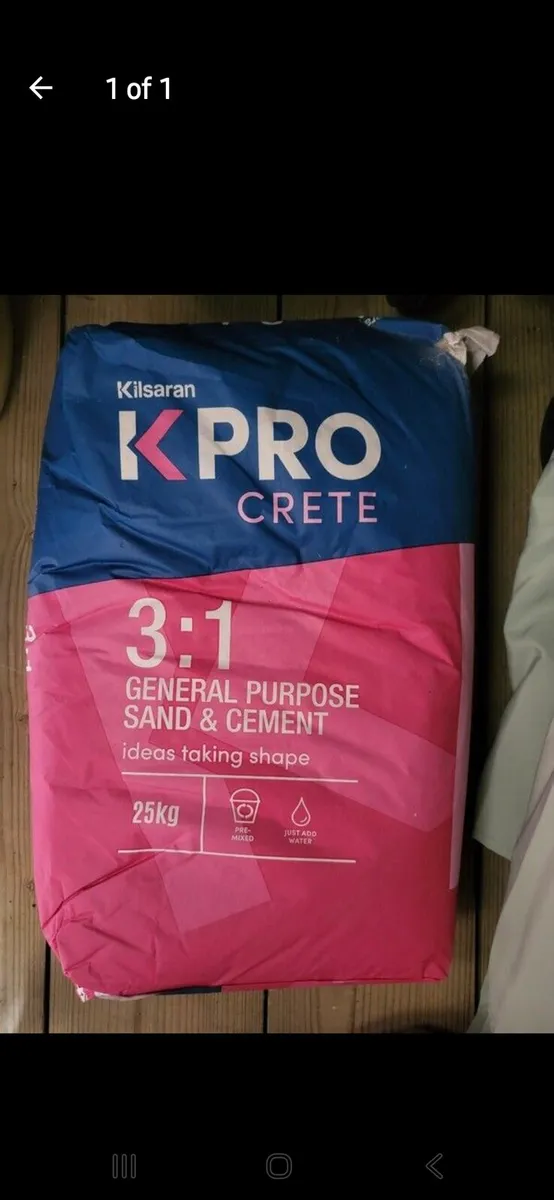 1 of 1
Kilsaran
KPRO
CRETE
3:1
GENERAL PURPOSE
SAND & CEMENT
ideas taking shape
25kg
PRE-
MIXED
JUST ADD
WATER